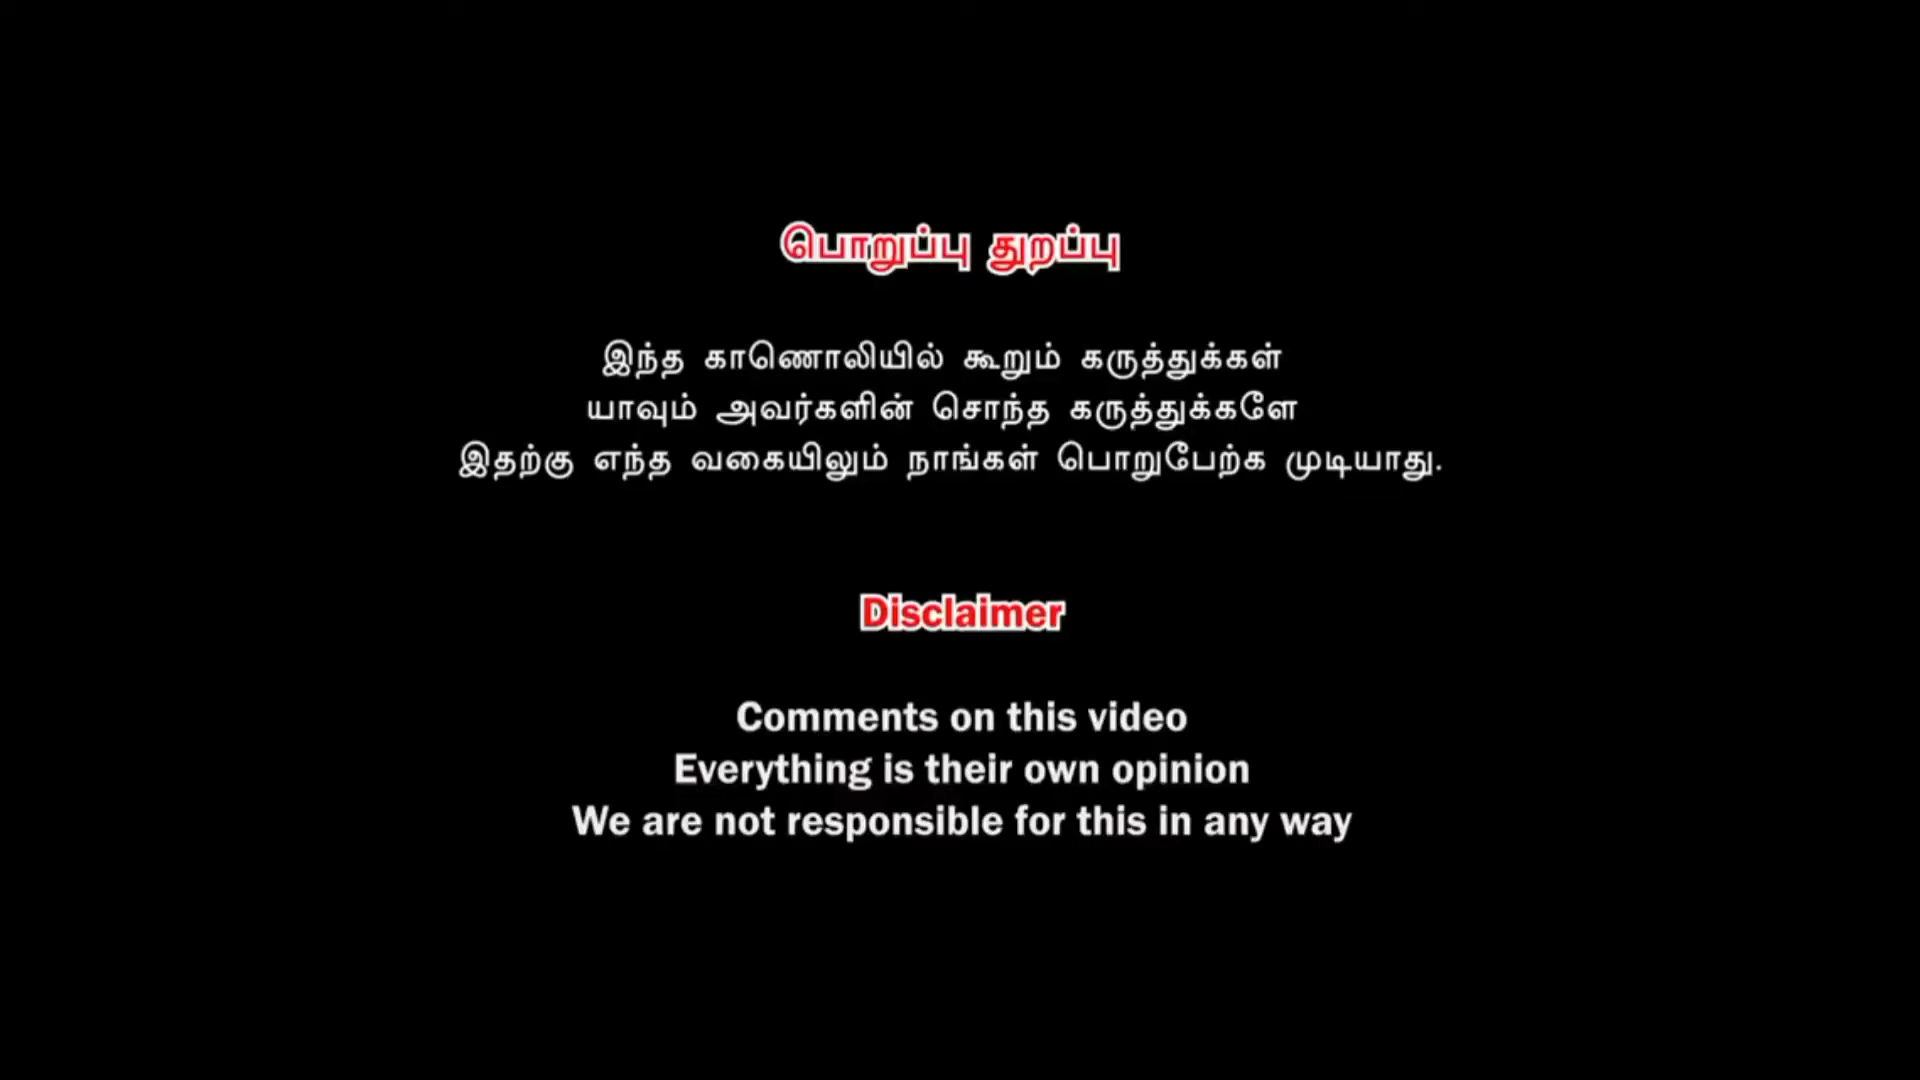 பொறுப்பு துறப்பு
இந்த காணொலியில் கூறும் கருத்துக்கள்
யாவும் அவர்களின் சொந்த கருத்துக்களே
இதற்கு எந்த வகையிலும் நாங்கள் பொறுபேற்க முடியாது.
Disclaimer
Comments on this video
Everything is their own opinion
We are not responsible for this in any way